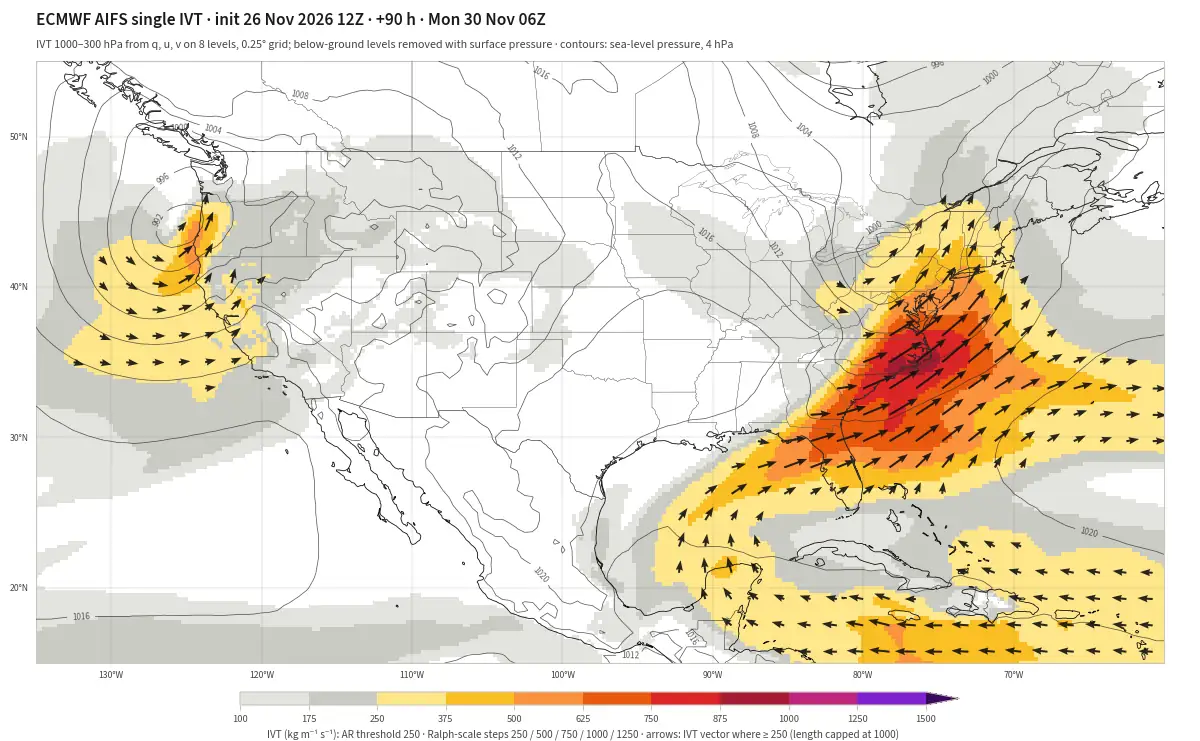 ECMWF AIFS single IVT · init 26 Nov 2026 12Z · +90 h · Mon 30 Nov 06Z
IVT 1000–300 hPa from q, u, v on 8 levels, 0.25° grid; below-ground levels removed with surface pressure · contours: sea-level pressure, 4 hPa
1016
996
1000
1008
1004
1008
1004
50°N
1012
996
992
1016
1012
1000
40°N
30°N
1020
1020
20°N
1016
1016
1012
130°W 120°W 110°W 100°W 90°W 80°W 70°W
100 175 250 375 500 625 750 875 1000 1250 1500
IVT (kg m⁻¹ s⁻¹): AR threshold 250 · Ralph-scale steps 250 / 500 / 750 / 1000 / 1250 · arrows: IVT vector where ≥ 250 (length capped at 1000)